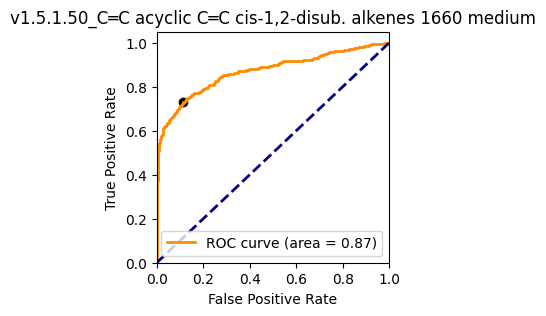 v1.5.1.50_C═C acyclic C═C cis-1,2-disub. alkenes 1660 medium
1.0
0.8
0.6
0.4
0.2
0.0
True Positive Rate
ROC curve (area = 0.87)
0.0 0.2 0.4 0.6 0.8 1.0
False Positive Rate